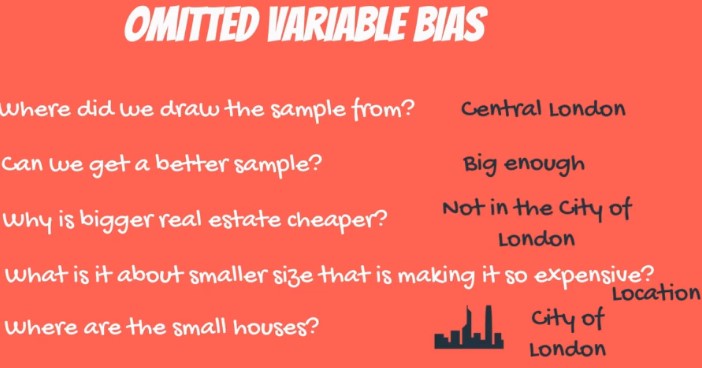 OMITTED VARIABLE BIAS
Where did we draw the sample from? Central London
Can we get a better sample? Big enough
Why is bigger real estate cheaper? Not in the City of
London
What is it about smaller size that is making it so expensive?
Location
Where are the small houses? City of
London